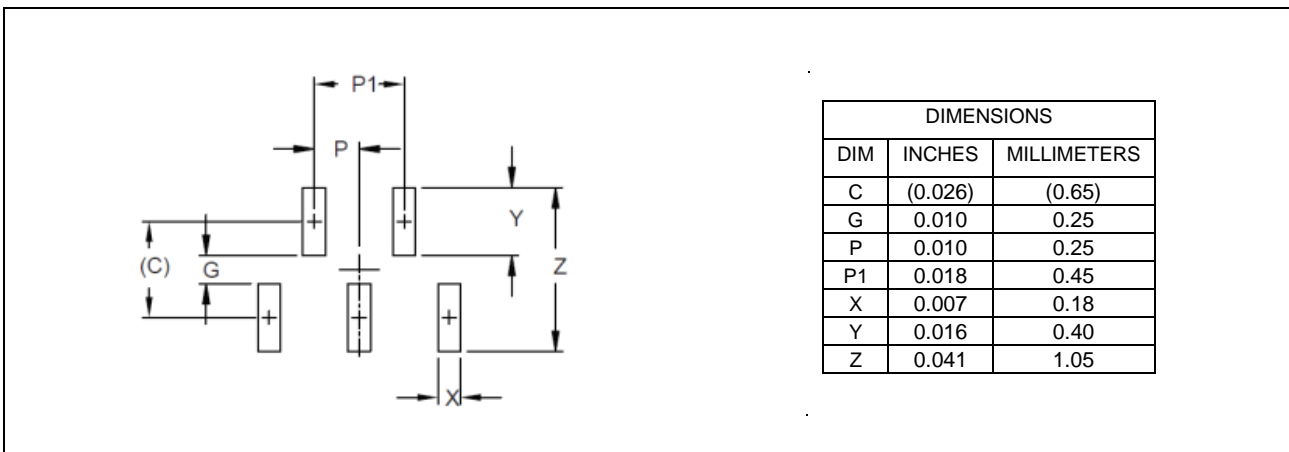 P1
P
Y
(C)
G
Z
X
DIMENSIONS
DIM INCHES MILLIMETERS
C (0.026) (0.65)
G 0.010 0.25
P 0.010 0.25
P1 0.018 0.45
X 0.007 0.18
Y 0.016 0.40
Z 0.041 1.05